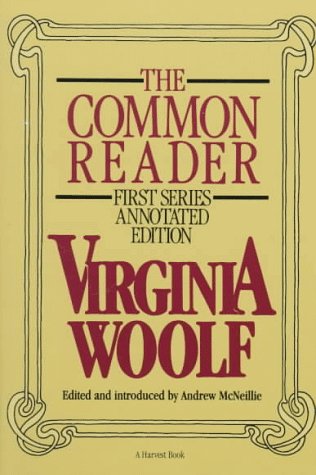 THE
COMMON
READER
FIRST SERIES
ANNOTATED
EDITION
VIRGINIA
WOOLF
Edited and introduced by Andrew McNeillie
A Harvest Book